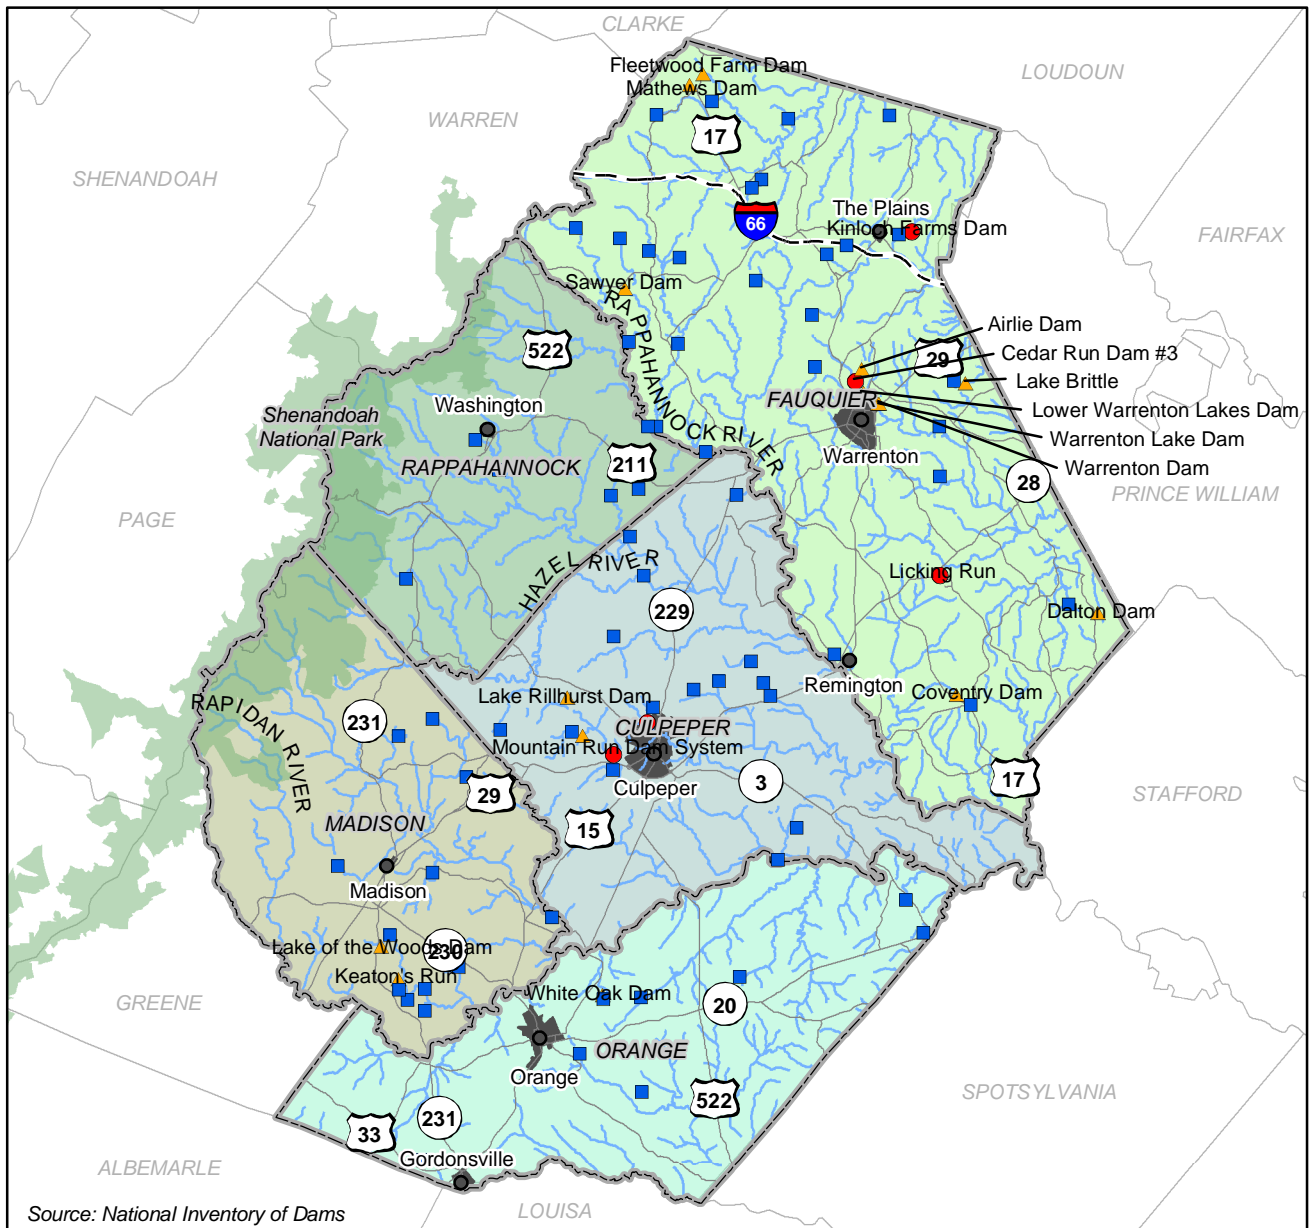 CLARKE
Fleetwood Farm Dam
LOUDOUN
Mathews Dam
WARREN
17
SHENANDOAH
The Plains
66
Kinloch Farms Dam
FAIRFAX
Sawyer Dam
RAPPAHANNOCK RIVER
Airlie Dam
522
29
Cedar Run Dam #3
Lake Brittle
Washington
FAUQUIER
Lower Warrenton Lakes Dam
Shenandoah
National Park
Warrenton Lake Dam
RAPPAHANNOCK
211
Warrenton
Warrenton Dam
28
PRINCE WILLIAM
PAGE
HAZEL RIVER
Licking Run
229
Dalton Dam
Remington
Lake Rillhurst Dam
Coventry Dam
RAPIDAN RIVER
231
CULPEPER
Mountain Run Dam System
3
17
29
Culpeper
STAFFORD
MADISON
15
Madison
Lake of the Woods Dam
230
Keaton's Run
GREENE
White Oak Dam
20
ORANGE
Orange
522
SPOTSYLVANIA
231
33
Gordonsville
ALBEMARLE
LOUISA
Source: National Inventory of Dams